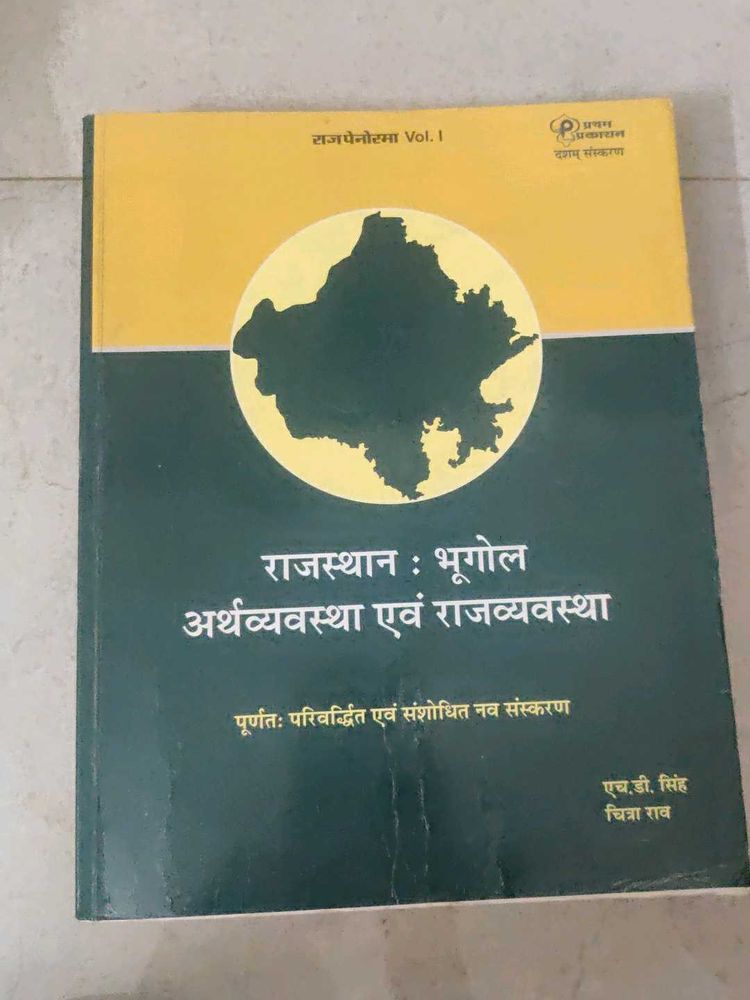 राजपेनोरमा Vol. I
प्रथम
प्रकाशन
दशम् संस्करण
राजस्थान : भूगोल
अर्थव्यवस्था एवं राजव्यवस्था
पूर्णतः परिवर्द्धित एवं संशोधित नव संस्करण
एच.डी. सिंह
चित्रा राव